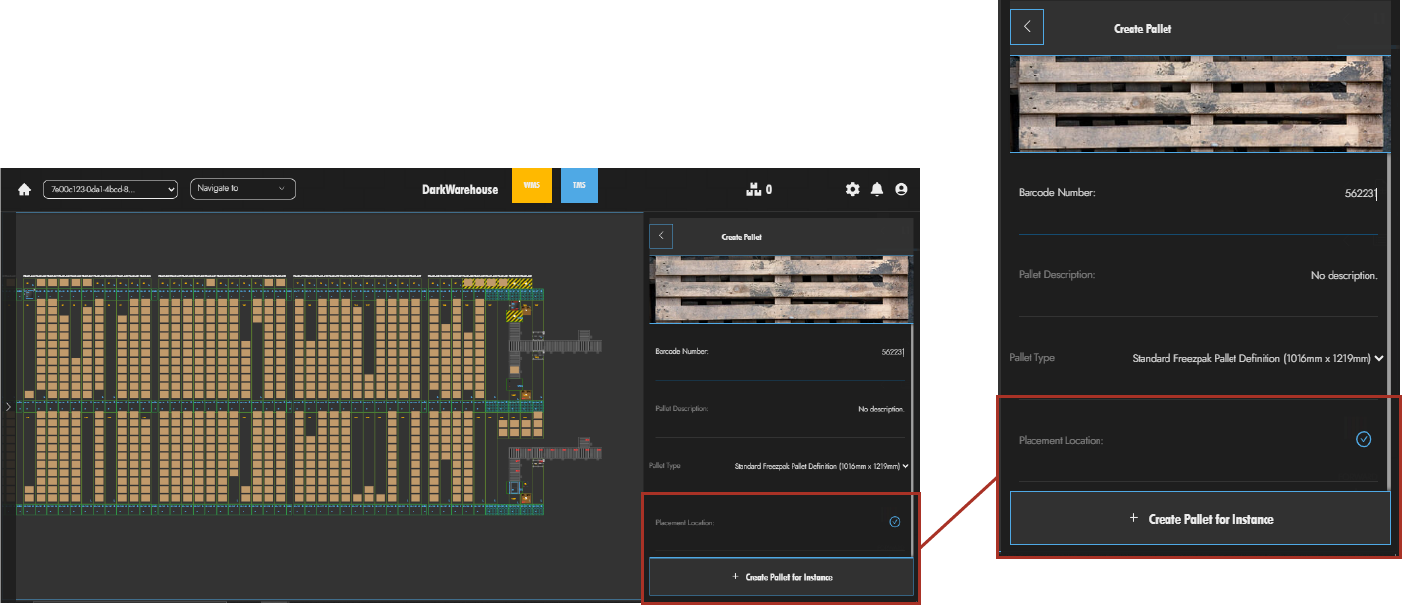 Create Pallet
Barcode Number: 562231
Pallet Description: No description.
Pallet Type Standard Freezpak Pallet Definition (1016mm x 1219mm)
Placement Location:
+ Create Pallet for Instance
7e00c123-0da1-4bcd-8...
Navigate to
DarkWarehouse
WMS
TMS
0
Create Pallet
Barcode Number: 562231
Pallet Description: No description.
Pallet Type Standard Freezpak Pallet Definition (1016mm x 1219mm)
Placement Location:
+ Create Pallet for Instance